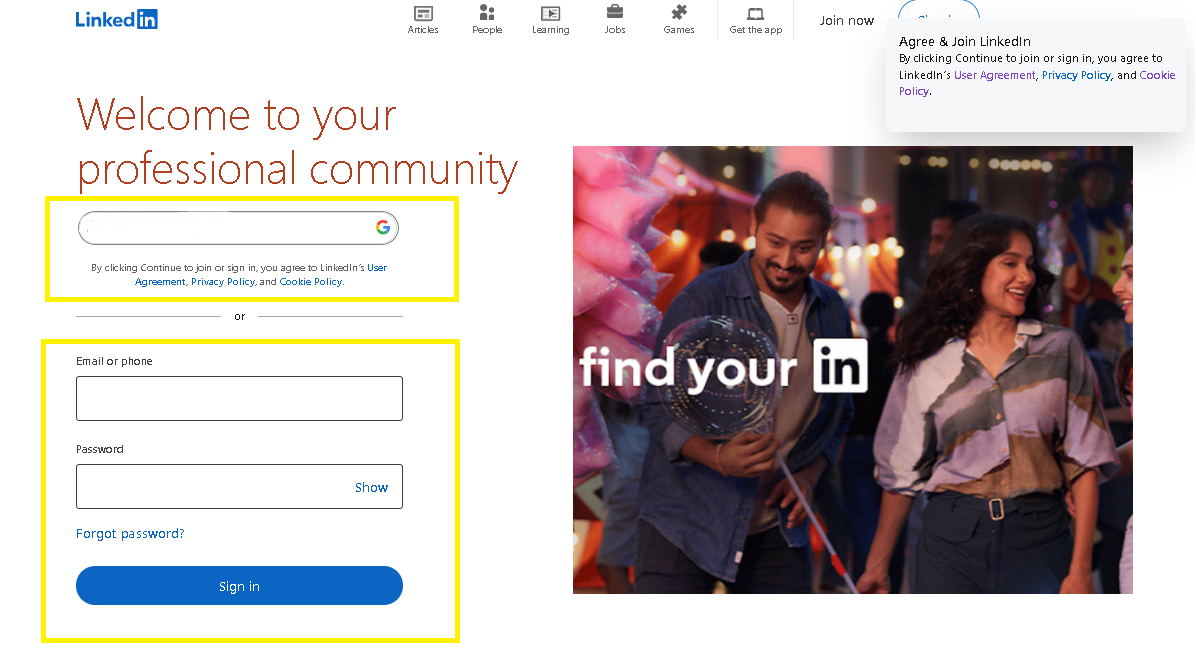 Linked in
Articles
People
Learning
Jobs
Games
Get the app
Join now
Agree & Join LinkedIn
By clicking Continue to join or sign in, you agree to
LinkedIn's User Agreement, Privacy Policy, and Cookie
Policy.
Welcome to your
professional community
By clicking Continue to join or sign in, you agree to LinkedIn's User
Agreement, Privacy Policy, and Cookie Policy.
or
Email or phone
Password
Show
Forgot password?
Sign in
find your in